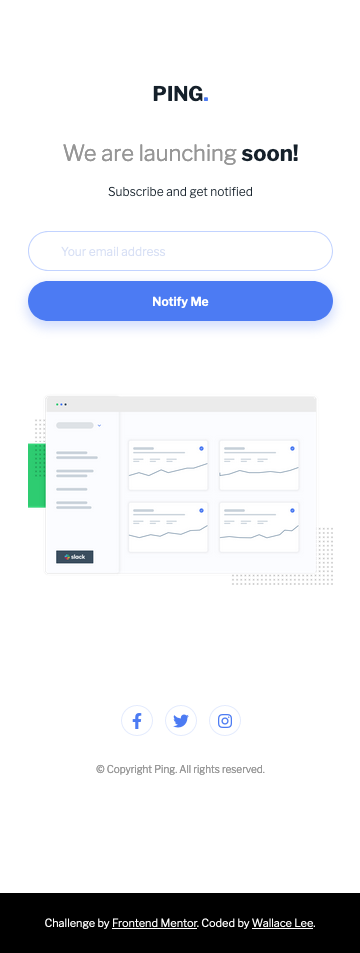 PING.
We are launching soon!
Subscribe and get notified
Your email address
Notify Me
slack
© Copyright Ping. All rights reserved.
Challenge by Frontend Mentor. Coded by Wallace Lee.